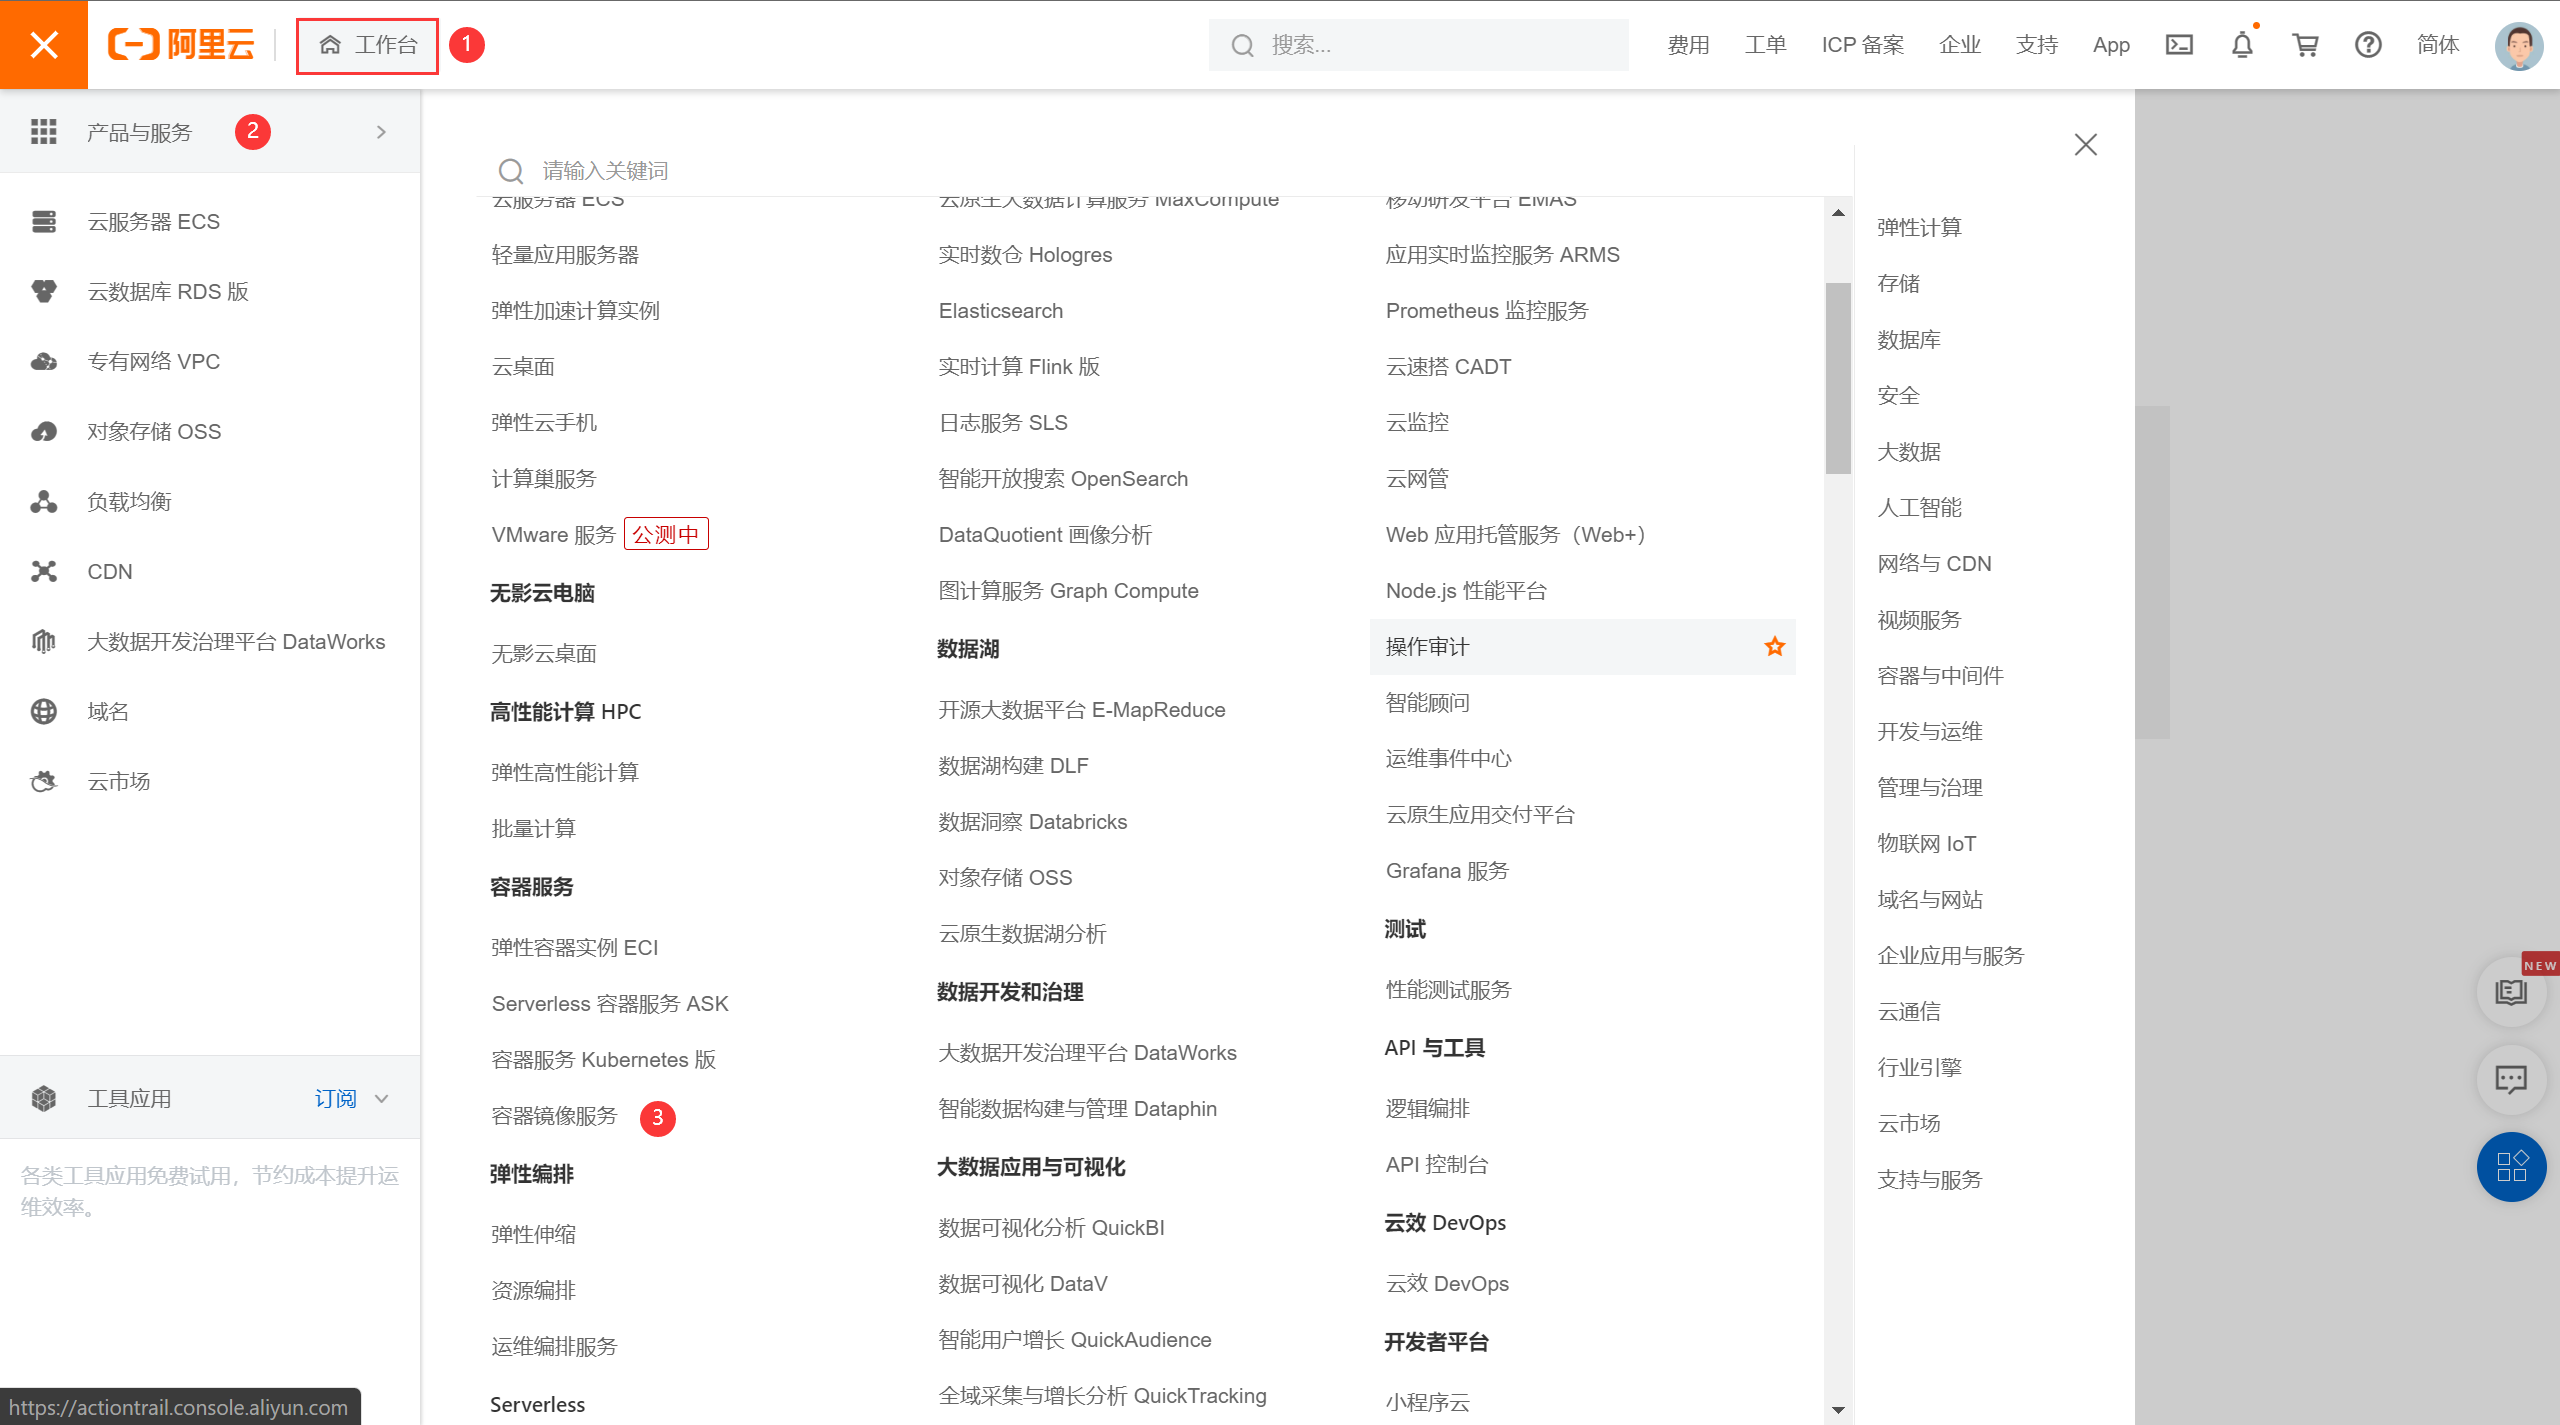 阿里云
工作台
1
搜索...
费用
工单
ICP 备案
企业
支持
App
简体
产品与服务
2
云服务器 ECS
云数据库 RDS 版
专有网络 VPC
对象存储 OSS
负载均衡
CDN
大数据开发治理平台 DataWorks
域名
云市场
工具应用
订阅
各类工具应用免费试用，节约成本提升运
维效率。
https://actiontrail.console.aliyun.com
请输入关键词
云服务器 ECS
轻量应用服务器
弹性加速计算实例
云桌面
弹性云手机
计算巢服务
VMware 服务 公测中
无影云电脑
无影云桌面
高性能计算 HPC
弹性高性能计算
批量计算
容器服务
弹性容器实例 ECI
Serverless 容器服务 ASK
容器服务 Kubernetes 版
容器镜像服务
3
弹性编排
弹性伸缩
资源编排
运维编排服务
Serverless
云原生大数据计算服务 MaxCompute
实时数仓 Hologres
Elasticsearch
实时计算 Flink 版
日志服务 SLS
智能开放搜索 OpenSearch
DataQuotient 画像分析
图计算服务 Graph Compute
数据湖
开源大数据平台 E-MapReduce
数据湖构建 DLF
数据洞察 Databricks
对象存储 OSS
云原生数据湖分析
数据开发和治理
大数据开发治理平台 DataWorks
智能数据构建与管理 Dataphin
大数据应用与可视化
数据可视化分析 QuickBI
数据可视化 DataV
智能用户增长 QuickAudience
全域采集与增长分析 QuickTracking
移动研发平台 EMAS
应用实时监控服务 ARMS
Prometheus 监控服务
云速搭 CADT
云监控
云网管
Web 应用托管服务（Web+）
Node.js 性能平台
操作审计
智能顾问
运维事件中心
云原生应用交付平台
Grafana 服务
测试
性能测试服务
API 与工具
逻辑编排
API 控制台
云效 DevOps
云效 DevOps
开发者平台
小程序云
弹性计算
存储
数据库
安全
大数据
人工智能
网络与 CDN
视频服务
容器与中间件
开发与运维
管理与治理
物联网 IoT
域名与网站
企业应用与服务
云通信
行业引擎
云市场
支持与服务
NEW